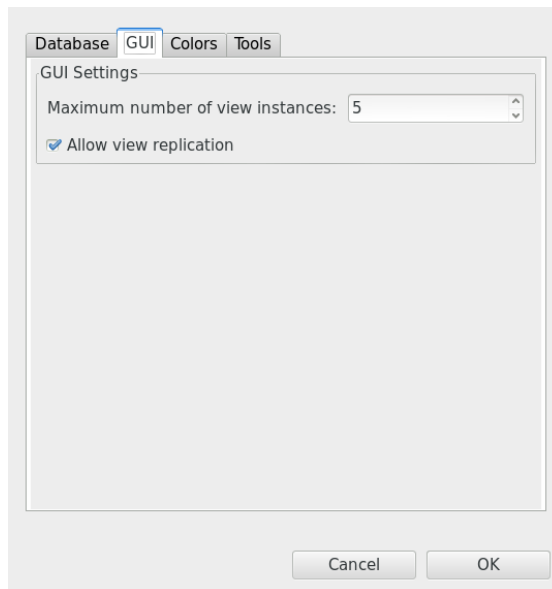 Database GUI Colors Tools
GUI Settings
Maximum number of view instances: 5
Allow view replication
Cancel OK